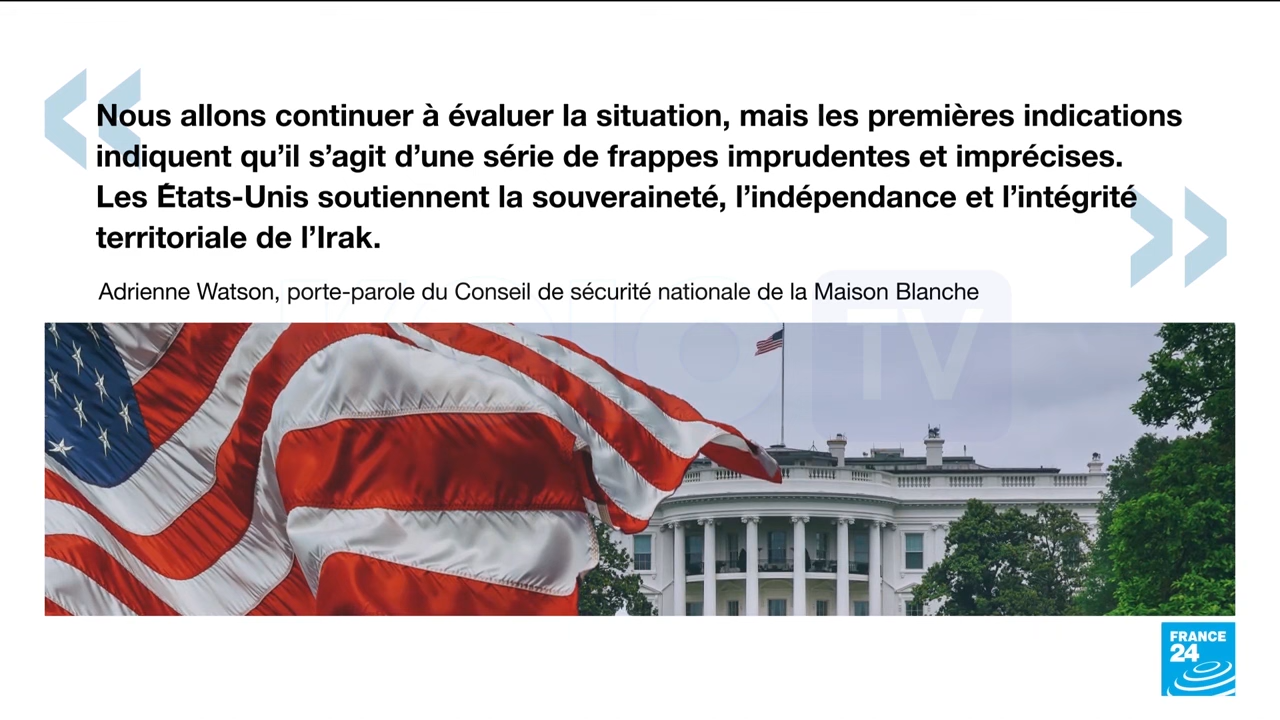 Nous allons continuer à évaluer la situation, mais les premières indications
indiquent qu’il s’agit d’une série de frappes imprudentes et imprécises.
Les États-Unis soutiennent la souveraineté, l’indépendance et l’intégrité
territoriale de l’Irak.
Adrienne Watson, porte-parole du Conseil de sécurité nationale de la Maison Blanche
TV
FRANCE
24